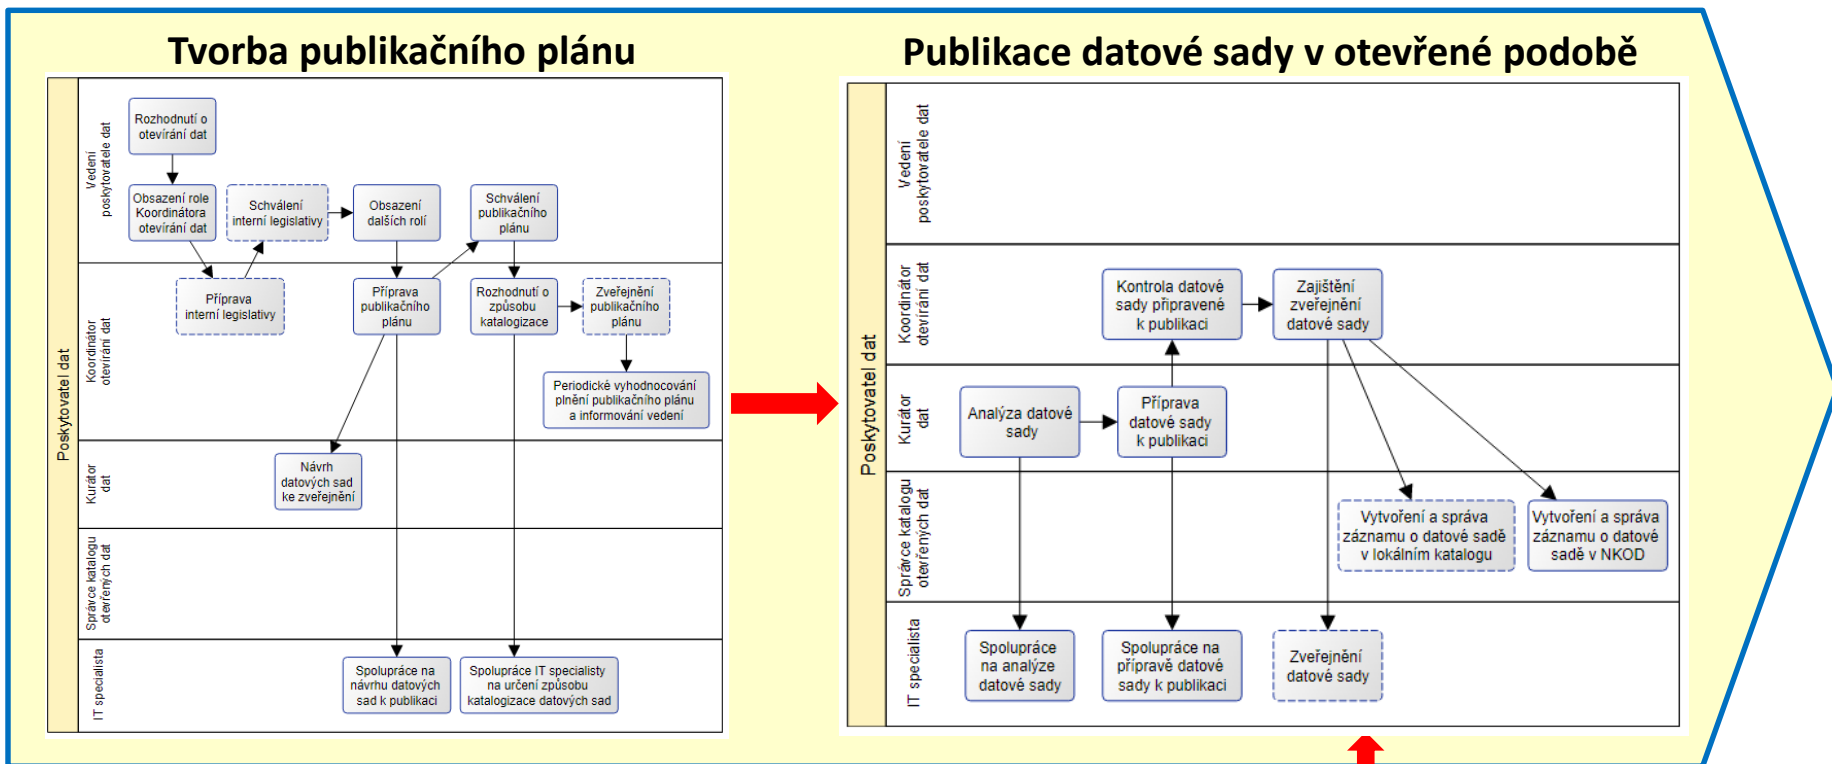 Tvorba publikačního plánu
Poskytovatel dat
Vedení
poskytovatele dat
Rozhodnutí o
otevírání dat
Obsazení role
Koordinátora
otevírání dat
Schválení
interní legislativy
Obsazení
dalších rolí
Schválení
publikačního
plánu
Koordinátor
otevírání dat
Příprava
interní legislativy
Příprava
publikačního
plánu
Rozhodnutí o
způsobu
katalogizace
Zveřejnění
publikačního
plánu
Periodické vyhodnocování
plnění publikačního plánu
a informování vedení
Kurátor
dat
Návrh
datových sad
ke zveřejnění
Správce katalogu
otevřených dat
IT specialista
Spolupráce na
návrhu datových
sad k publikaci
Spolupráce IT specialisty
na určení způsobu
katalogizace datových sad
Publikace datové sady v otevřené podobě
Poskytovatel dat
Vedení
poskytovatele dat
Koordinátor
otevírání dat
Kontrola datové
sady připravené
k publikaci
Zajištění
zveřejnění
datové sady
Kurátor
dat
Analýza datové
sady
Příprava
datové sady
k publikaci
Správce katalogu
otevřených dat
Vytvoření a správa
záznamu o datové sadě
v lokálním katalogu
Vytvoření a správa
záznamu o datové
sadě v NKOD
IT specialista
Spolupráce
na analýze
datové sady
Spolupráce na
přípravě datové
sady k publikaci
Zveřejnění
datové sady